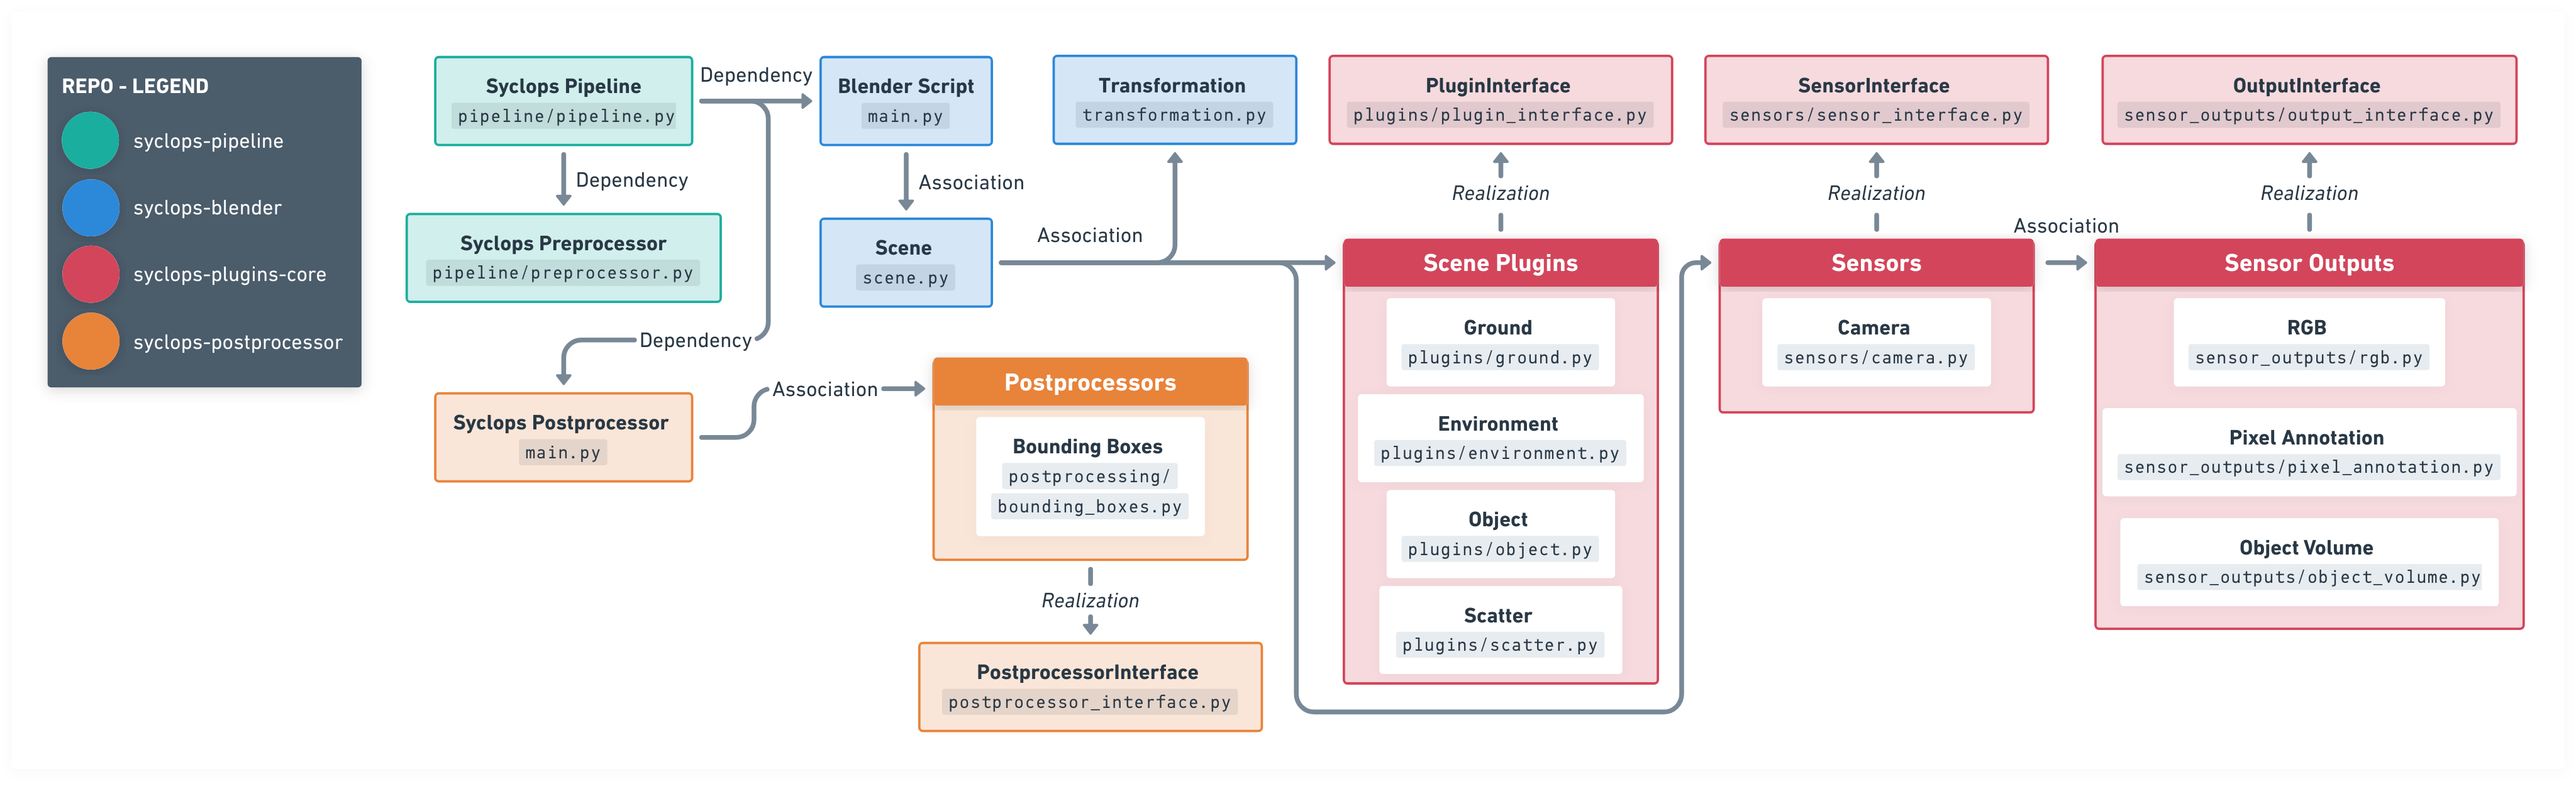 REPO - LEGEND
syclops-pipeline
syclops-blender
syclops-plugins-core
syclops-postprocessor
Syclops Pipeline
pipeline/pipeline.py
Dependency
Blender Script
main.py
Transformation
transformation.py
PluginInterface
plugins/plugin_interface.py
SensorInterface
sensors/sensor_interface.py
OutputInterface
sensor_outputs/output_interface.py
Dependency
Association
Realization
Realization
Realization
Syclops Preprocessor
pipeline/preprocessor.py
Scene
scene.py
Association
Association
Dependency
Syclops Postprocessor
main.py
Association
Postprocessors
Bounding Boxes
postprocessing/
bounding_boxes.py
Realization
PostprocessorInterface
postprocessor_interface.py
Scene Plugins
Ground
plugins/ground.py
Environment
plugins/environment.py
Object
plugins/object.py
Scatter
plugins/scatter.py
Sensors
Camera
sensors/camera.py
Sensor Outputs
RGB
sensor_outputs/rgb.py
Pixel Annotation
sensor_outputs/pixel_annotation.py
Object Volume
sensor_outputs/object_volume.py